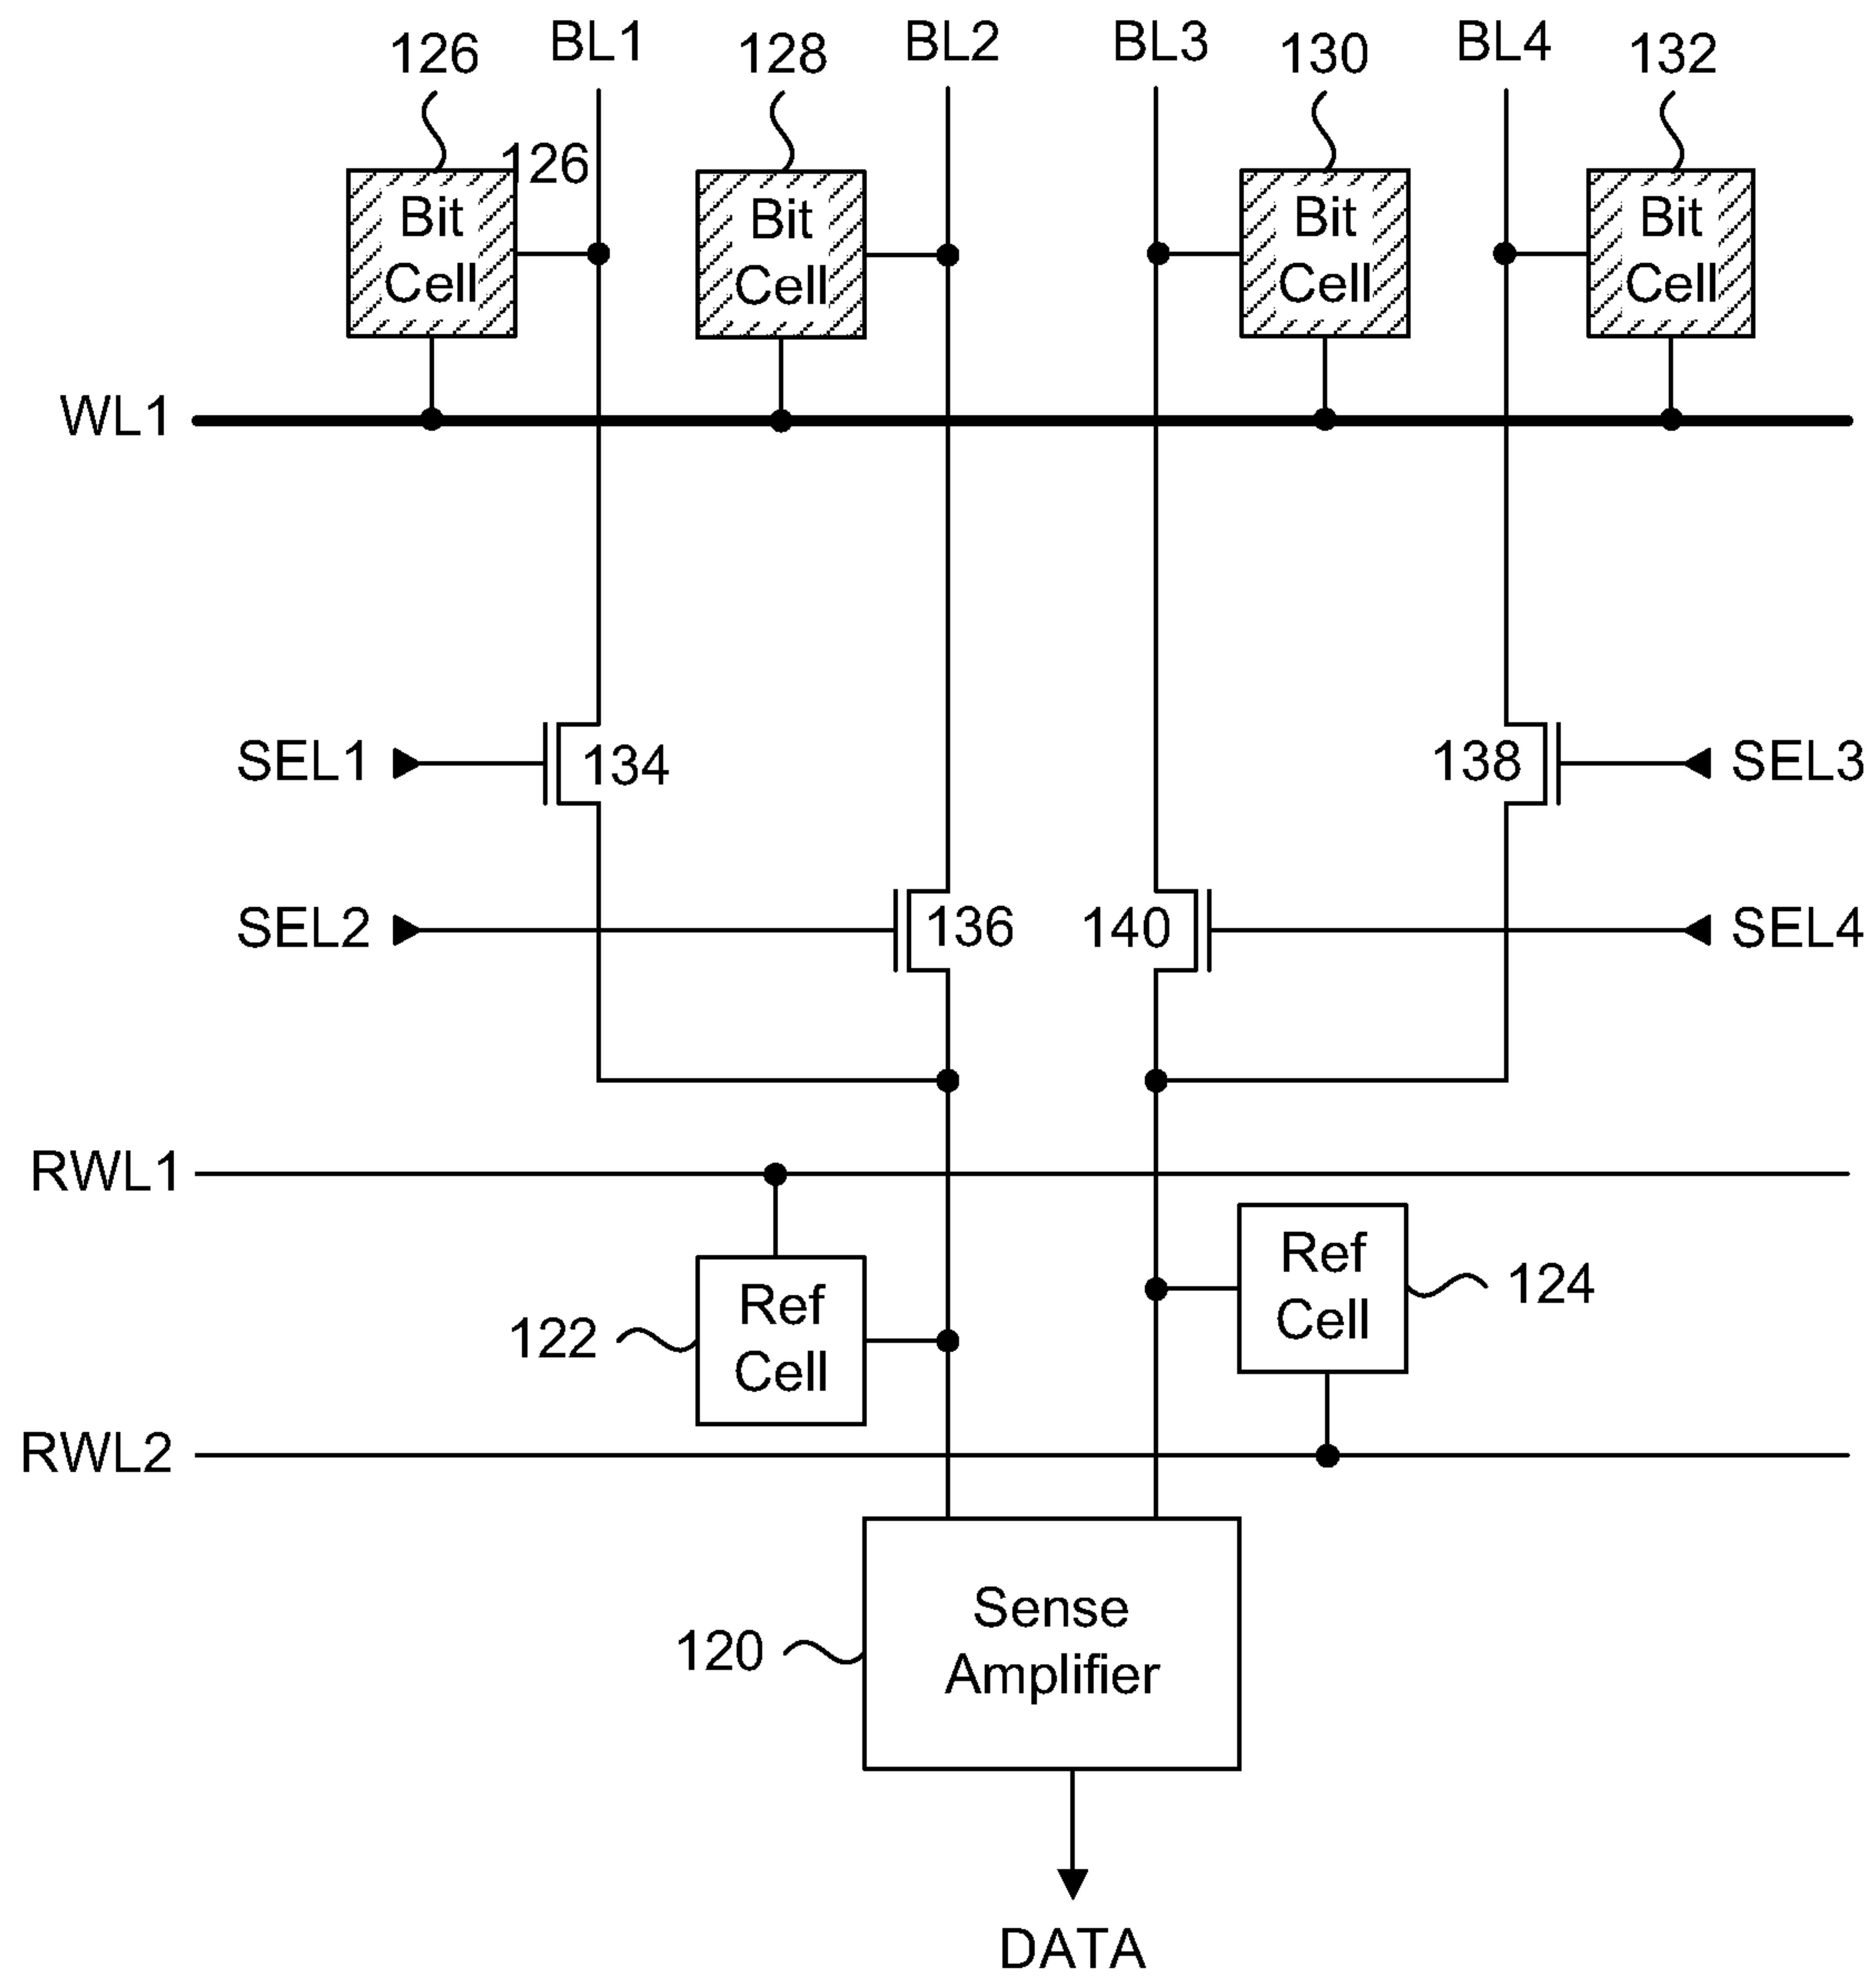 126 BL1 128 BL2 BL3 130 BL4 132
126
Bit Cell
Bit Cell
Bit Cell
Bit Cell
WL1
SEL1 134 138 SEL3
SEL2 136 140 SEL4
RWL1
Ref Cell 124
122 Ref Cell
RWL2
120 Sense Amplifier
DATA